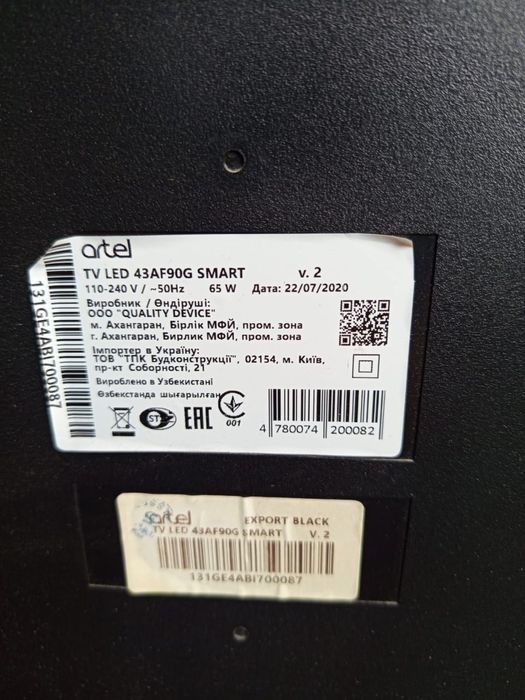 artel
TV LED 43AF90G SMART v. 2
110-240 V / ~50Hz 65 W Дата: 22/07/2020
Виробник / Өндіруші:
ООО "QUALITY DEVICE"
м. Ахангаран, Бірлік МФЙ, пром. зона
г. Ахангаран, Бирлик МФЙ, пром. зона
Імпортер в Україну:
ТОВ "ТПК Будконструкції", 02154, м. Київ,
пр-кт Соборності, 21
Вироблено в Узбекистані
Өзбекстанда шығарылған
EAC
001
4 780074 200082
131GE4ABI700087
artel EXPORT BLACK
TV LED 43AF90G SMART V. 2
131GE4ABI700087